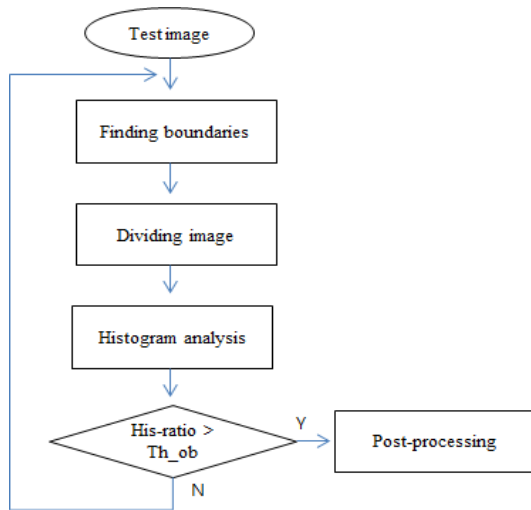 Test image
Finding boundaries
Dividing image
Histogram analysis
His-ratio >
Th_ob
Y
Post-processing
N